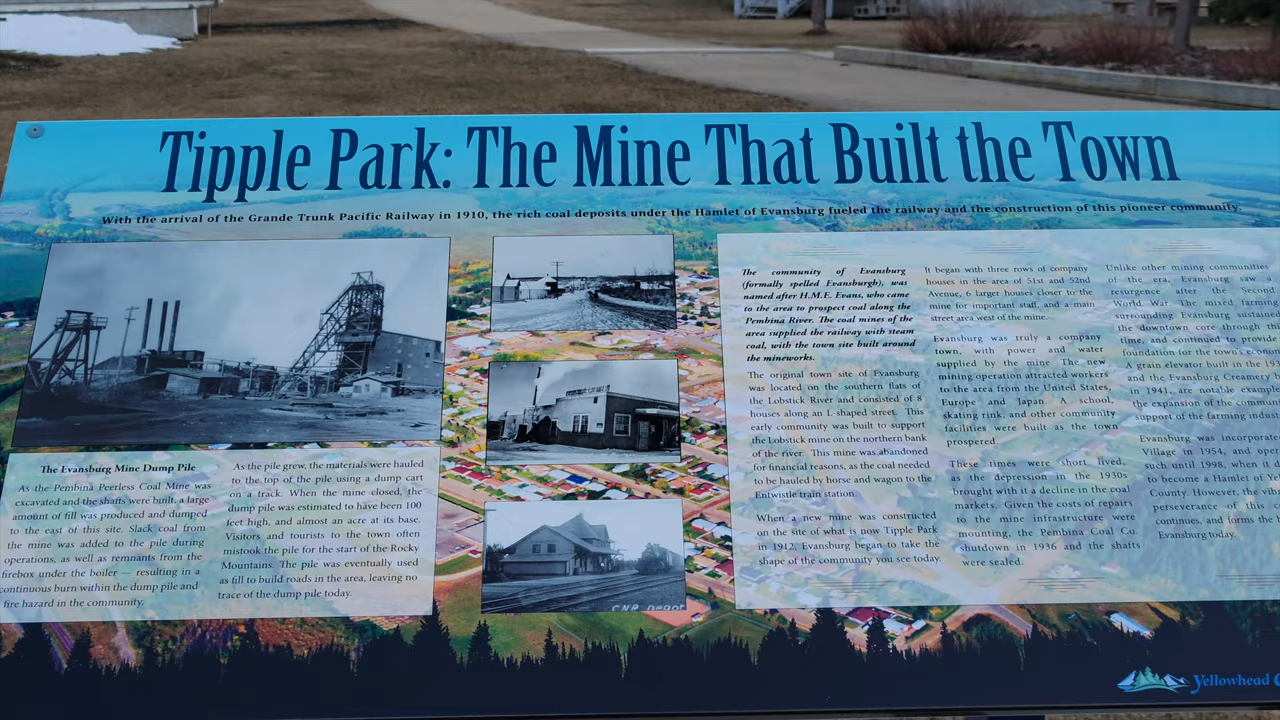 Tipple Park: The Mine That Built the Town
With the arrival of the Grande Trunk Pacific Railway in 1910, the rich coal deposits under the Hamlet of Evansburg fueled the railway and the construction of this pioneer community.
The Evansburg Mine Dump Pile
As the Pembina Peerless Coal Mine was
excavated and the shafts were built, a large
amount of fill was produced and dumped
to the east of this site. Slack coal from
the mine was added to the pile during
operations, as well as remnants from the
firebox under the boiler — resulting in a
continuous burn within the dump pile and
fire hazard in the community.
As the pile grew, the materials were hauled
to the top of the pile using a dump cart
on a track. When the mine closed, the
dump pile was estimated to have been 100
feet high, and almost an acre at its base.
Visitors and tourists to the town often
mistook the pile for the start of the Rocky
Mountains. The pile was eventually used
as fill to build roads in the area, leaving no
trace of the dump pile today.
CNR DEPOT
The community of Evansburg
(formally spelled Evansburgh), was
named after H.M.E. Evans, who came
to the area to prospect coal along the
Pembina River. The coal mines of the
area supplied the railway with steam
coal, with the town site built around
the mineworks.
The original town site of Evansburg
was located on the southern flats of
the Lobstick River and consisted of 8
houses along an L-shaped street. This
early community was built to support
the Lobstick mine on the northern bank
of the river. This mine was abandoned
for financial reasons, as the coal needed
to be hauled by horse and wagon to the
Entwistle train station.
When a new mine was constructed
on the site of what is now Tipple Park
in 1912, Evansburg began to take the
shape of the community you see today.
It began with three rows of company
houses in the area of 51st and 52nd
Avenue, 6 larger houses closer to the
mine for important staff, and a main
street area west of the mine.
Evansburg was truly a company
town, with power and water
supplied by the mine. The new
mining operation attracted workers
to the area from the United States,
Europe and Japan. A school,
skating rink, and other community
facilities were built as the town
prospered.
These times were short lived,
as the depression in the 1930s
brought with it a decline in the coal
markets. Given the costs of repairs
to the mine infrastructure were
mounting, the Pembina Coal Co.
shutdown in 1936 and the shafts
were sealed.
Unlike other mining communities
of the era, Evansburg saw a
resurgence after the Second
World War. The mixed farming
surrounding Evansburg sustained
the downtown core through the
time, and continued to provide
foundation for the town's
A grain elevator built in the
and the Evansburg Creamery
in 1941, are notable
the expansion of the
support of the farming
Evansburg was
Village in 1954, and
such until 1998, when it
to become a Hamlet of
County. However, the
perseverance of this
continues, and forms the
Evansburg today.
Yellowhead